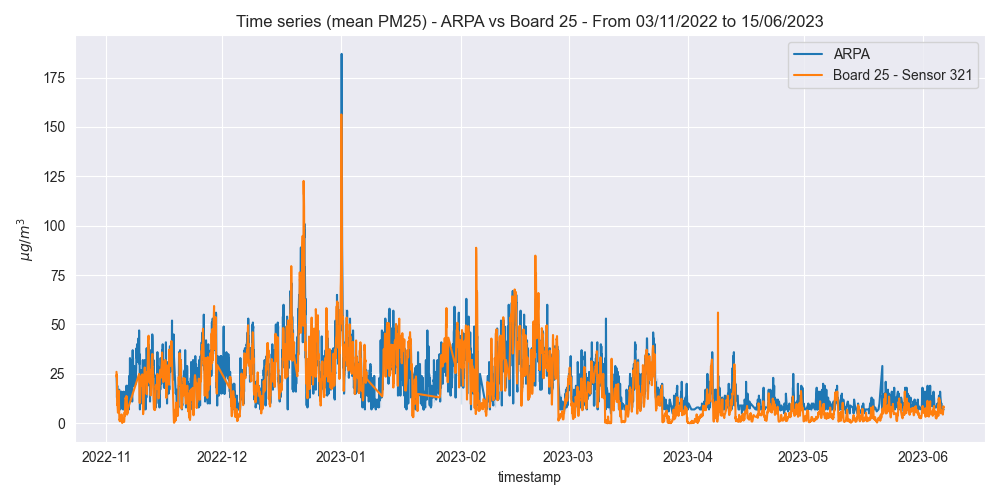 Time series (mean PM25) - ARPA vs Board 25 - From 03/11/2022 to 15/06/2023
ARPA
Board 25 - Sensor 321
175
150
125
100
75
50
25
0
μg/m³
2022-11 2022-12 2023-01 2023-02 2023-03 2023-04 2023-05 2023-06
timestamp